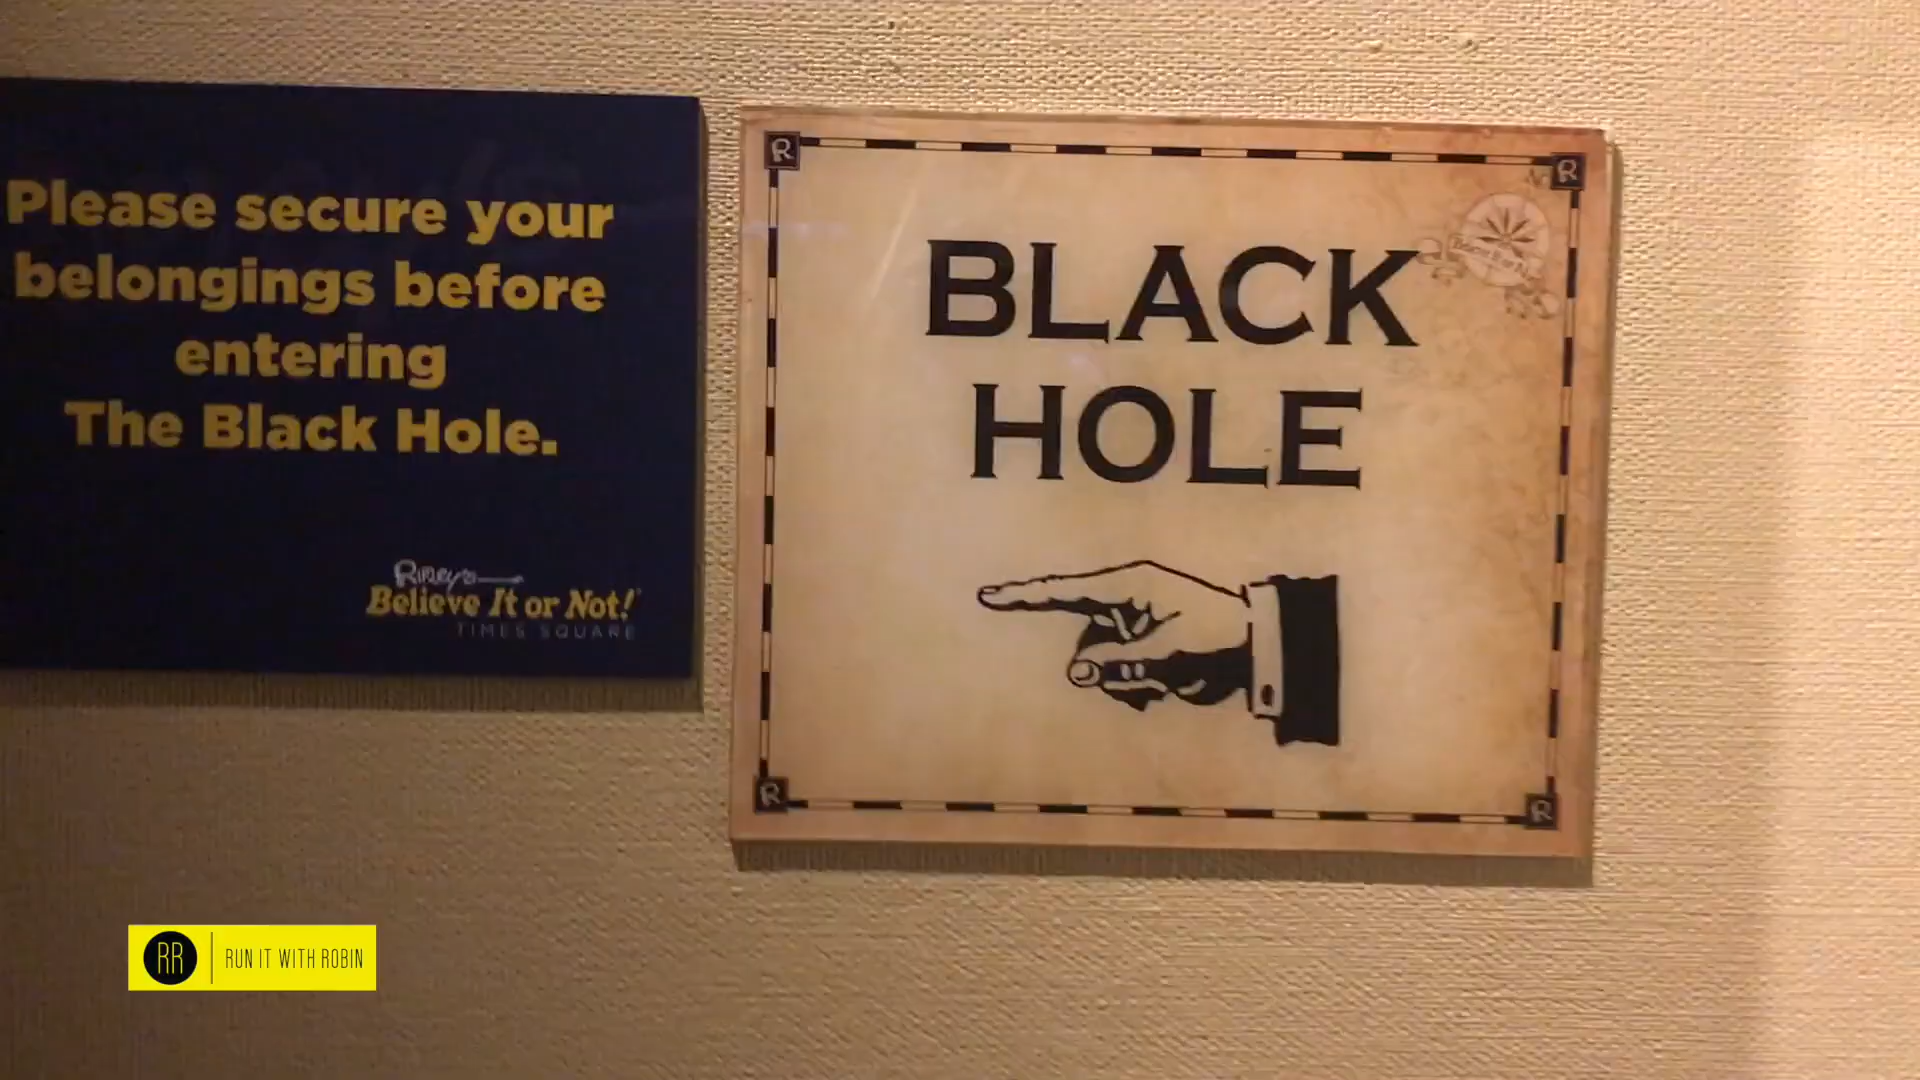 Please secure your
belongings before
entering
The Black Hole.
Ripley's
Believe It or Not!
TIMES SQUARE
R
R
BLACK
HOLE
R
R
RR
RUN IT WITH ROBIN